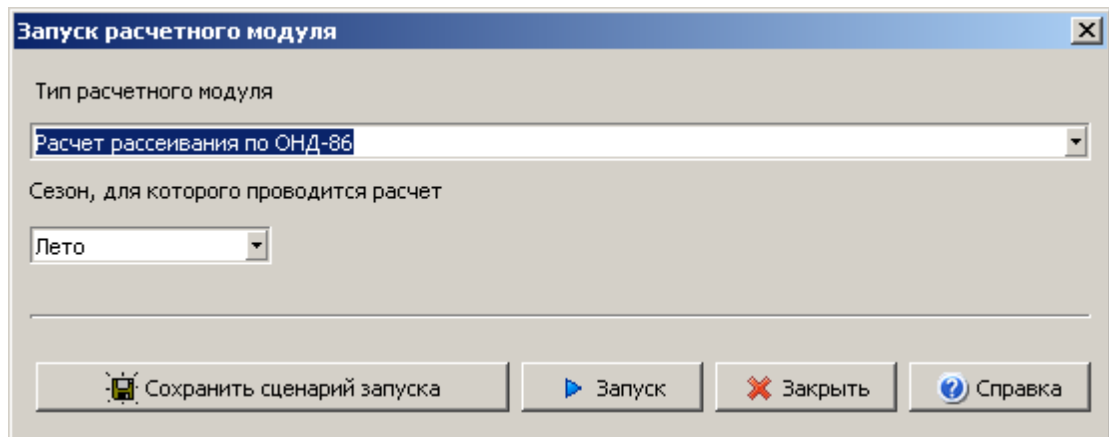 Запуск расчетного модуля
Тип расчетного модуля
Расчет рассеивания по ОНД-86
Сезон, для которого проводится расчет
Лето
Сохранить сценарий запуска Запуск Закрыть Справка